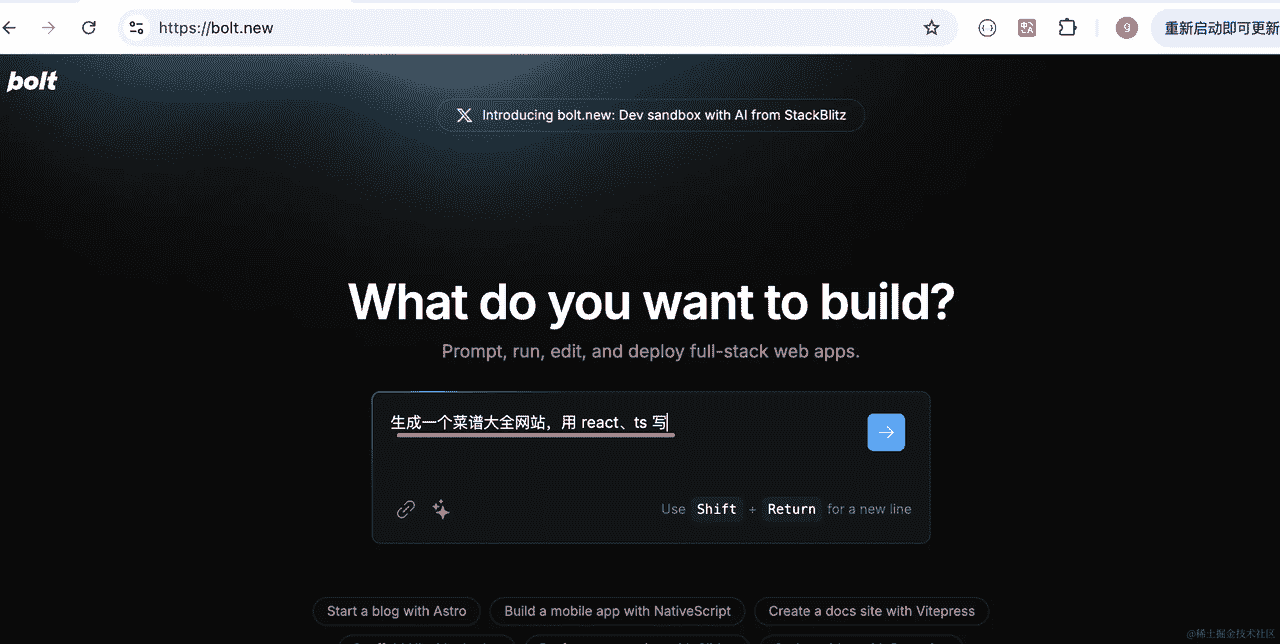 https://bolt.new
g
重新启动即可更新
bolt
Introducing bolt.new: Dev sandbox with AI from StackBlitz
What do you want to build?
Prompt, run, edit, and deploy full-stack web apps.
生成一个菜谱大全网站，用 react、ts 写
Use Shift + Return for a new line
Start a blog with Astro
Build a mobile app with NativeScript
Create a docs site with Vitepress
@稀土掘金技术社区